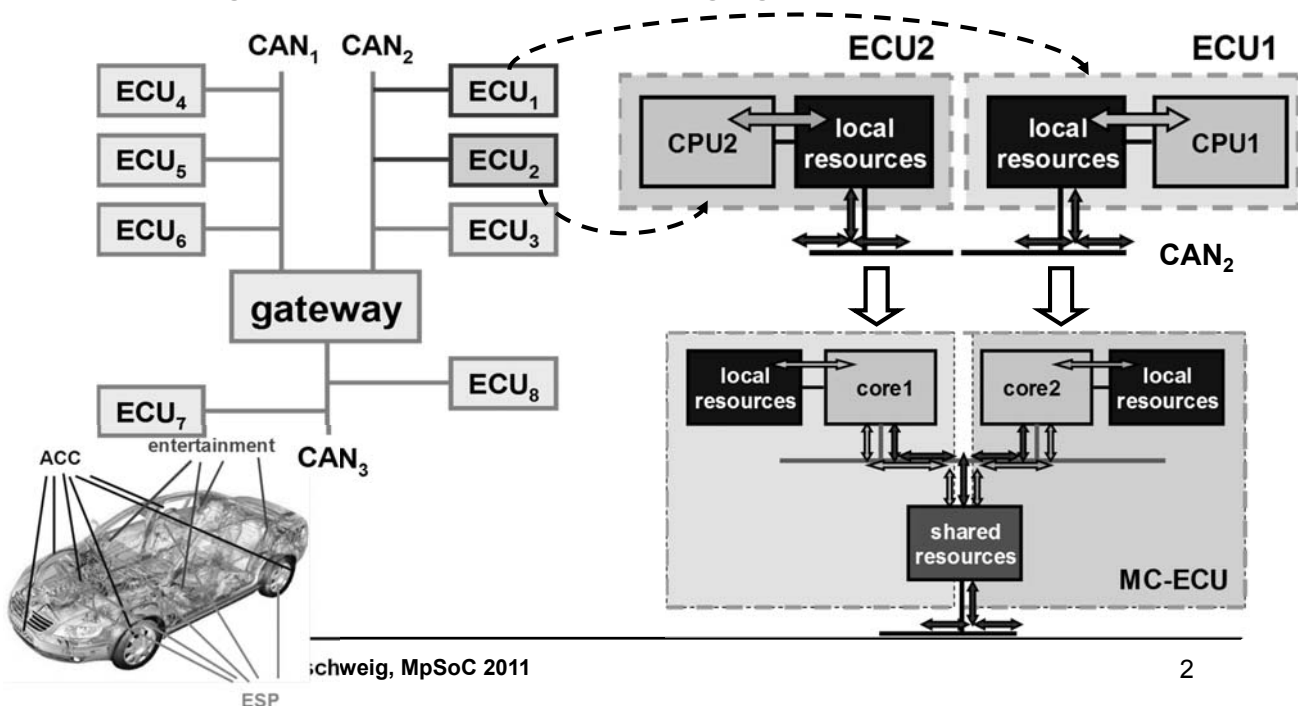 CAN₁
CAN₂
ECU₄
ECU₁
ECU₅
ECU₂
ECU₆
ECU₃
gateway
ECU₇
ECU₈
CAN₃
entertainment
ACC
ESP
ECU2
ECU1
CPU2
local
resources
local
resources
CPU1
CAN₂
local
resources
core1
core2
local
resources
shared
resources
MC-ECU
schweig, MpSoC 2011
2